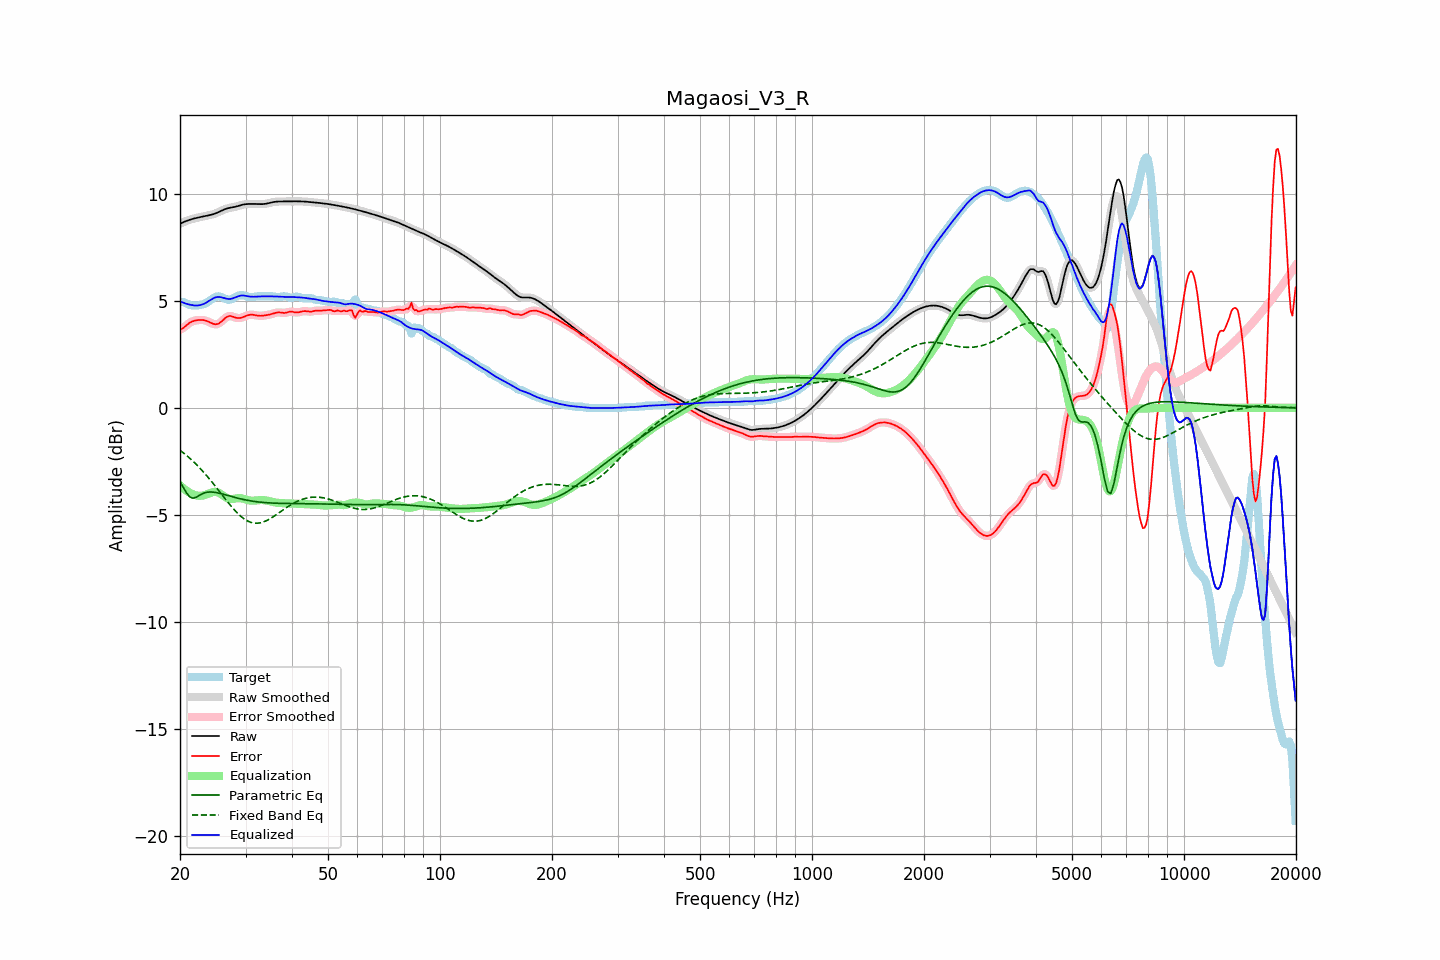 Magaosi_V3_R
Amplitude (dBr)
10
5
0
−5
−10
−15
−20
Target
Raw Smoothed
Error Smoothed
Raw
Error
Equalization
Parametric Eq
Fixed Band Eq
Equalized
20 50 100 200 500 1000 2000 5000 10000 20000
Frequency (Hz)